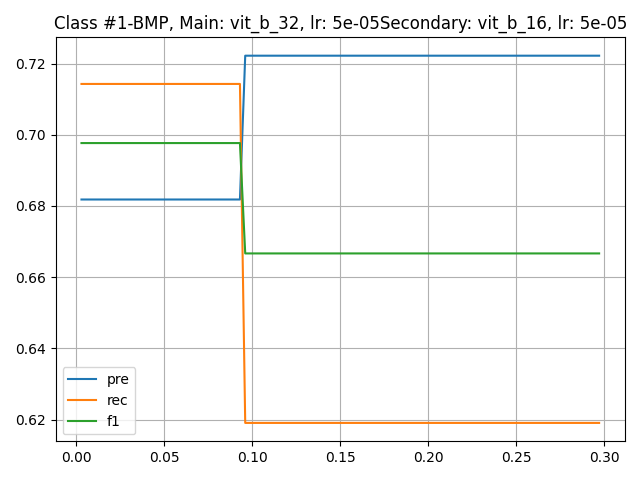 Class #1-BMP, Main: vit_b_32, lr: 5e-05Secondary: vit_b_16, lr: 5e-05
0.72
0.70
0.68
0.66
0.64
0.62
pre
rec
f1
0.00 0.05 0.10 0.15 0.20 0.25 0.30